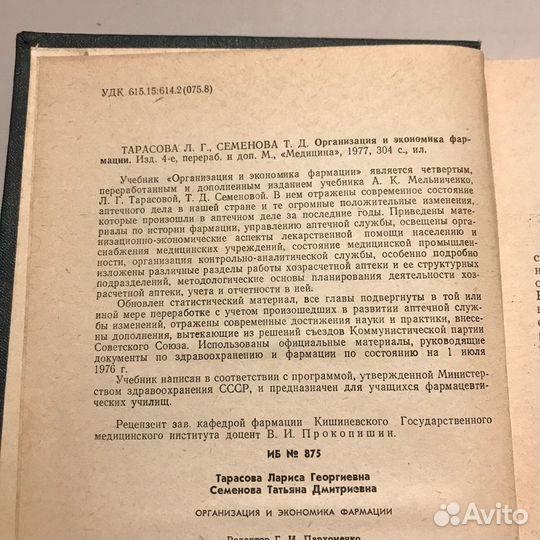 УДК 615.15:614.2(075.8)
ТАРАСОВА Л. Г., СЕМЕНОВА Т. Д. Организация и экономика фар-
мации. Изд. 4-е, перераб. и доп. М., «Медицина», 1977, 304 с., ил.
Учебник «Организация и экономика фармации» является четвертым,
переработанным и дополненным изданием учебника А. К. Мельниченко,
Л. Г. Тарасовой, Т. Д. Семеновой. В нем отражены современное состояние
аптечного дела в нашей стране и те огромные положительные изменения,
которые произошли в аптечном деле за последние годы. Приведены мате-
риалы по истории фармации, управлению аптечной службы, освещены орга-
низационно-экономические аспекты лекарственной помощи населению и
снабжения медицинских учреждений, состояние медицинской промышлен-
ности, организация контрольно-аналитической службы, особенно подробно
изложены различные разделы работы хозрасчетной аптеки и ее структурных
подразделений, методологические основы планирования деятельности хоз-
расчетной аптеки, учета и отчетности в ней.
Обновлен статистический материал, все главы подвергнуты в той или
иной мере переработке с учетом произошедших в развитии аптечной служ-
бы изменений, отражены современные достижения науки и практики, внесе-
ны дополнения, вытекающие из решений съездов Коммунистической партии
Советского Союза. Использованы официальные материалы, руководящие
документы по здравоохранению и фармации по состоянию на 1 июля
1976 г.
Учебник написан в соответствии с программой, утвержденной Министер-
ством здравоохранения СССР, и предназначен для учащихся фармацевти-
ческих училищ.
Рецензент зав. кафедрой фармации Кишиневского Государственного
медицинского института доцент В. И. Прокопишин.
ИБ № 875
Тарасова Лариса Георгиевна
Семенова Татьяна Дмитриевна
ОРГАНИЗАЦИЯ И ЭКОНОМИКА ФАРМАЦИИ
Редактор Г. И. Пархоменко
Avito